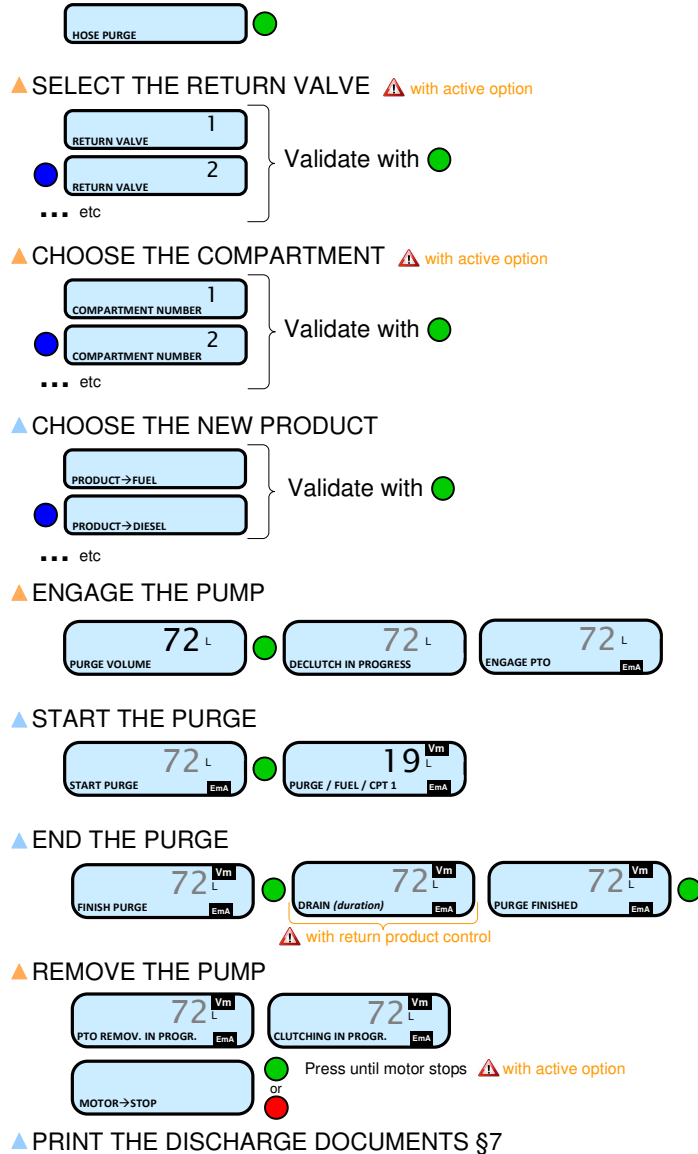 HOSE PURGE
SELECT THE RETURN VALVE with active option
1
RETURN VALVE
2
RETURN VALVE
... etc
Validate with
CHOOSE THE COMPARTMENT with active option
1
COMPARTMENT NUMBER
2
COMPARTMENT NUMBER
... etc
Validate with
CHOOSE THE NEW PRODUCT
PRODUCT→FUEL
PRODUCT→DIESEL
... etc
Validate with
ENGAGE THE PUMP
72 L
PURGE VOLUME
72 L
DECLUTCH IN PROGRESS
72 L
ENGAGE PTO EmA
START THE PURGE
72 L
START PURGE EmA
19 L Vm
PURGE / FUEL / CPT 1 EmA
END THE PURGE
72 L Vm
FINISH PURGE EmA
72 L Vm
DRAIN (duration) EmA
72 L Vm
PURGE FINISHED EmA
with return product control
REMOVE THE PUMP
72 L Vm
PTO REMOV. IN PROGR. EmA
72 L Vm
CLUTCHING IN PROGR. EmA
MOTOR→STOP
Press until motor stops with active option
or
PRINT THE DISCHARGE DOCUMENTS §7